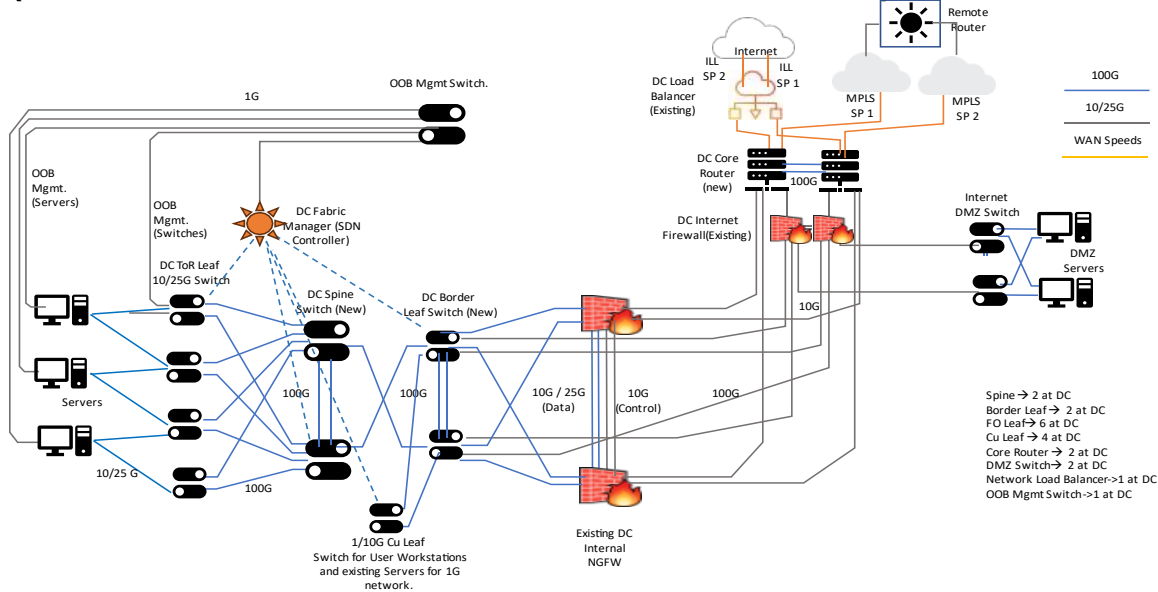 Remote
Router
Internet
ILL
SP 2
ILL
SP 1
DC Load
Balancer
(Existing)
MPLS
SP 1
MPLS
SP 2
100G
10/25G
WAN Speeds
OOB Mgmt Switch.
1G
DC Core
Router
(new)
100G
OOB
Mgmt.
(Servers)
OOB
Mgmt.
(Switches)
DC Fabric
Manager (SDN
Controller)
DC Internet
Firewall(Existing)
Internet
DMZ Switch
DMZ
Servers
DC ToR Leaf
10/25G Switch
DC Spine
Switch (New)
DC Border
Leaf Switch (New)
10G
Servers
100G
100G
10G / 25G
(Data)
10G
(Control)
100G
10/25 G
100G
Spine→ 2 at DC
Border Leaf→ 2 at DC
FO Leaf→ 6 at DC
Cu Leaf→ 4 at DC
Core Router→ 2 at DC
DMZ Switch→ 2 at DC
Network Load Balancer->1 at DC
OOB Mgmt Switch->1 at DC
1/10G Cu Leaf
Switch for User Workstations
and existing Servers for 1G
network.
Existing DC
Internal
NGFW